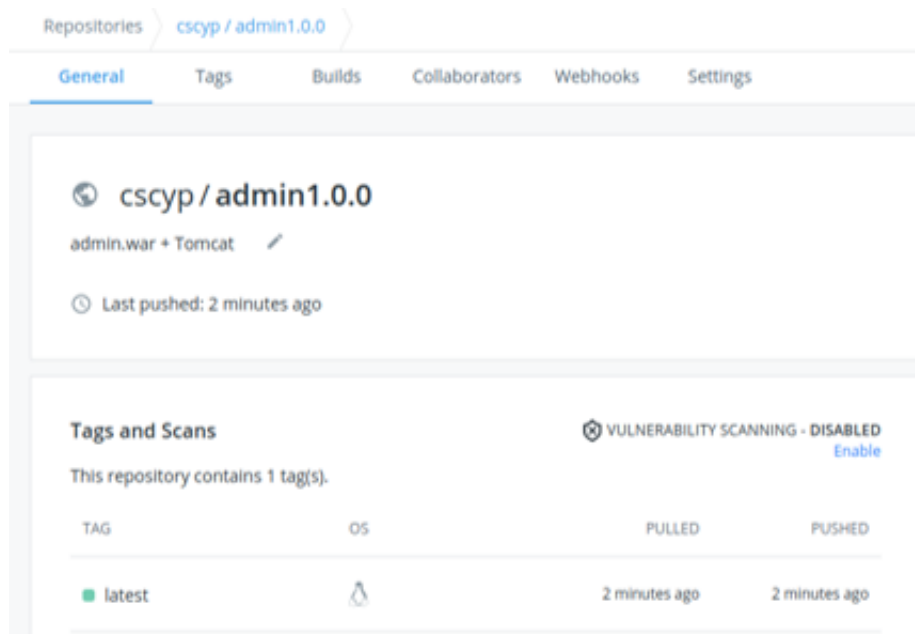 Repositories cscyp / admin1.0.0
General Tags Builds Collaborators Webhooks Settings
cscyp / admin1.0.0
admin.war + Tomcat
Last pushed: 2 minutes ago
Tags and Scans
VULNERABILITY SCANNING - DISABLED
Enable
This repository contains 1 tag(s).
TAG OS PULLED PUSHED
latest 2 minutes ago 2 minutes ago